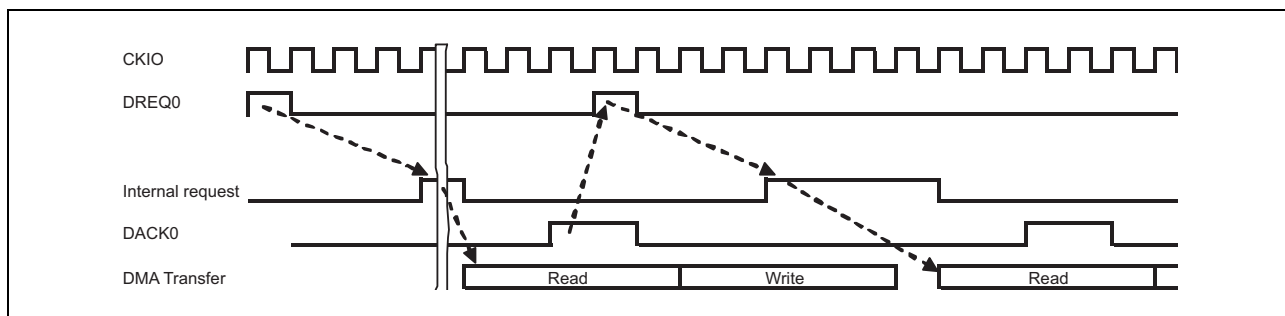 CKIO
DREQ0
Internal request
DACK0
DMA Transfer Read Write Read